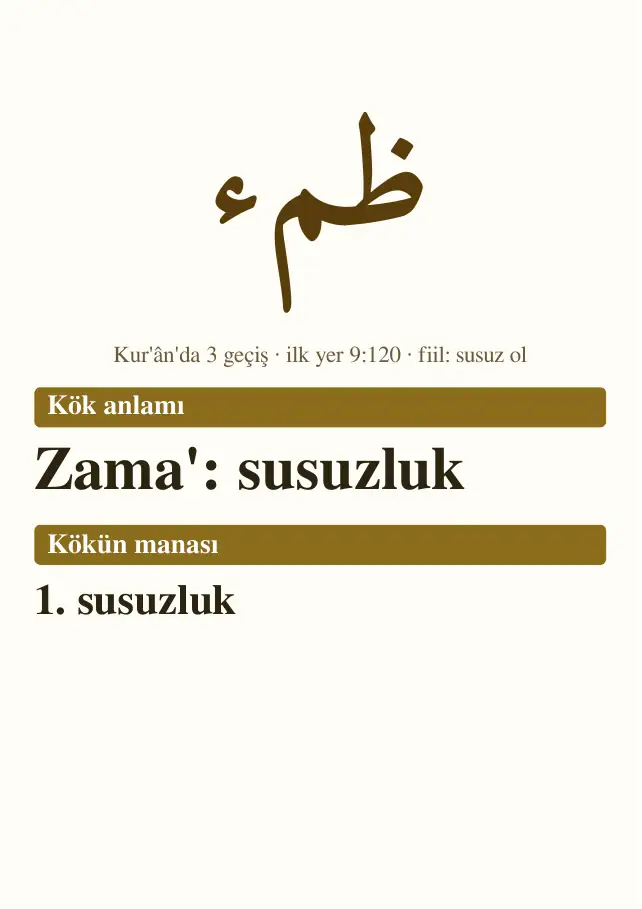 ظمء
Kur'ân'da 3 geçiş · ilk yer 9:120 · fiil: susuz ol
Kök anlamı
Zama': susuzluk
Kökün manası
1. susuzluk